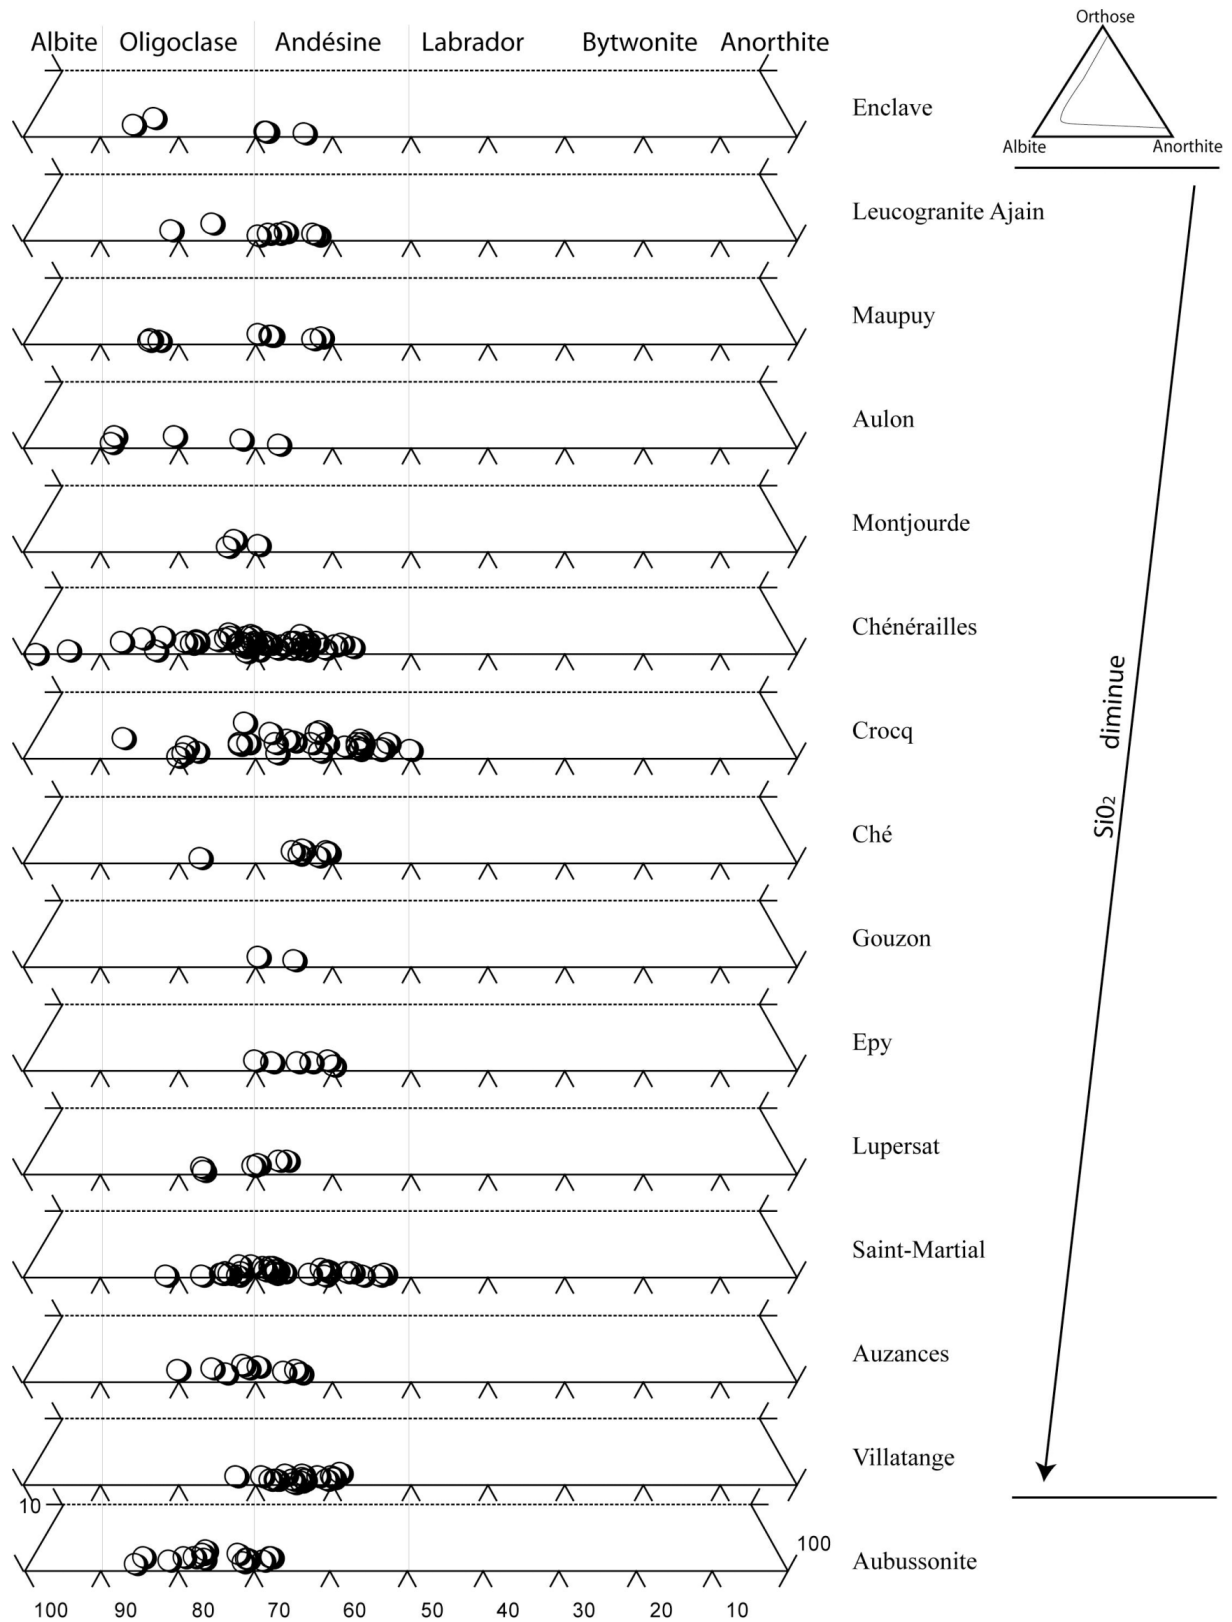 Albite Oligoclase Andésine Labrador Bytwonite Anorthite
Orthose
Albite Anorthite
Enclave
Leucogranite Ajain
Maupuy
Aulon
Montjourde
Chénérailles
Crocq
Ché
Gouzon
Epy
Lupersat
Saint-Martial
Auzances
Villatange
Aubussonite
SiO2 diminue
10
100
100 90 80 70 60 50 40 30 20 10